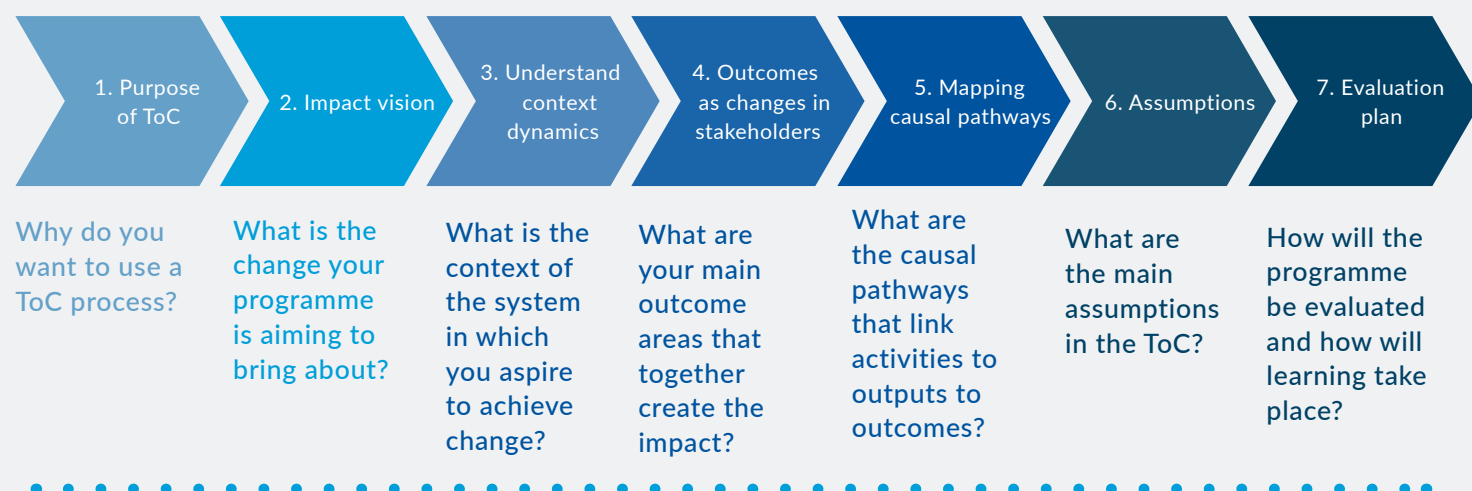 1. Purpose
of ToC
2. Impact vision
3. Understand
context
dynamics
4. Outcomes
as changes in
stakeholders
5. Mapping
causal pathways
6. Assumptions
7. Evaluation
plan
Why do you
want to use a
ToC process?
What is the
change your
programme
is aiming to
bring about?
What is the
context of
the system
in which
you aspire
to achieve
change?
What are
your main
outcome
areas that
together
create the
impact?
What are
the causal
pathways
that link
activities to
outputs to
outcomes?
What are
the main
assumptions
in the ToC?
How will the
programme
be evaluated
and how will
learning take
place?